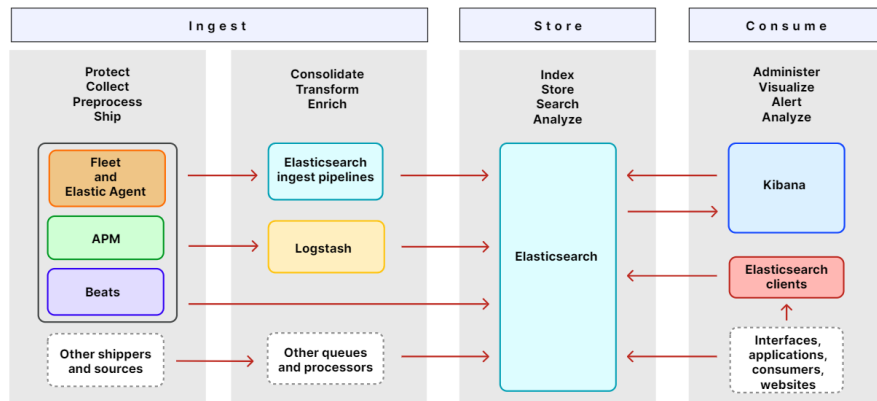 Ingest
Store
Consume
Protect
Collect
Preprocess
Ship
Consolidate
Transform
Enrich
Index
Store
Search
Analyze
Administer
Visualize
Alert
Analyze
Fleet
and
Elastic Agent
Elasticsearch
ingest pipelines
Kibana
APM
Logstash
Elasticsearch
Beats
Elasticsearch
clients
Other shippers
and sources
Other queues
and processors
Interfaces,
applications,
consumers,
websites